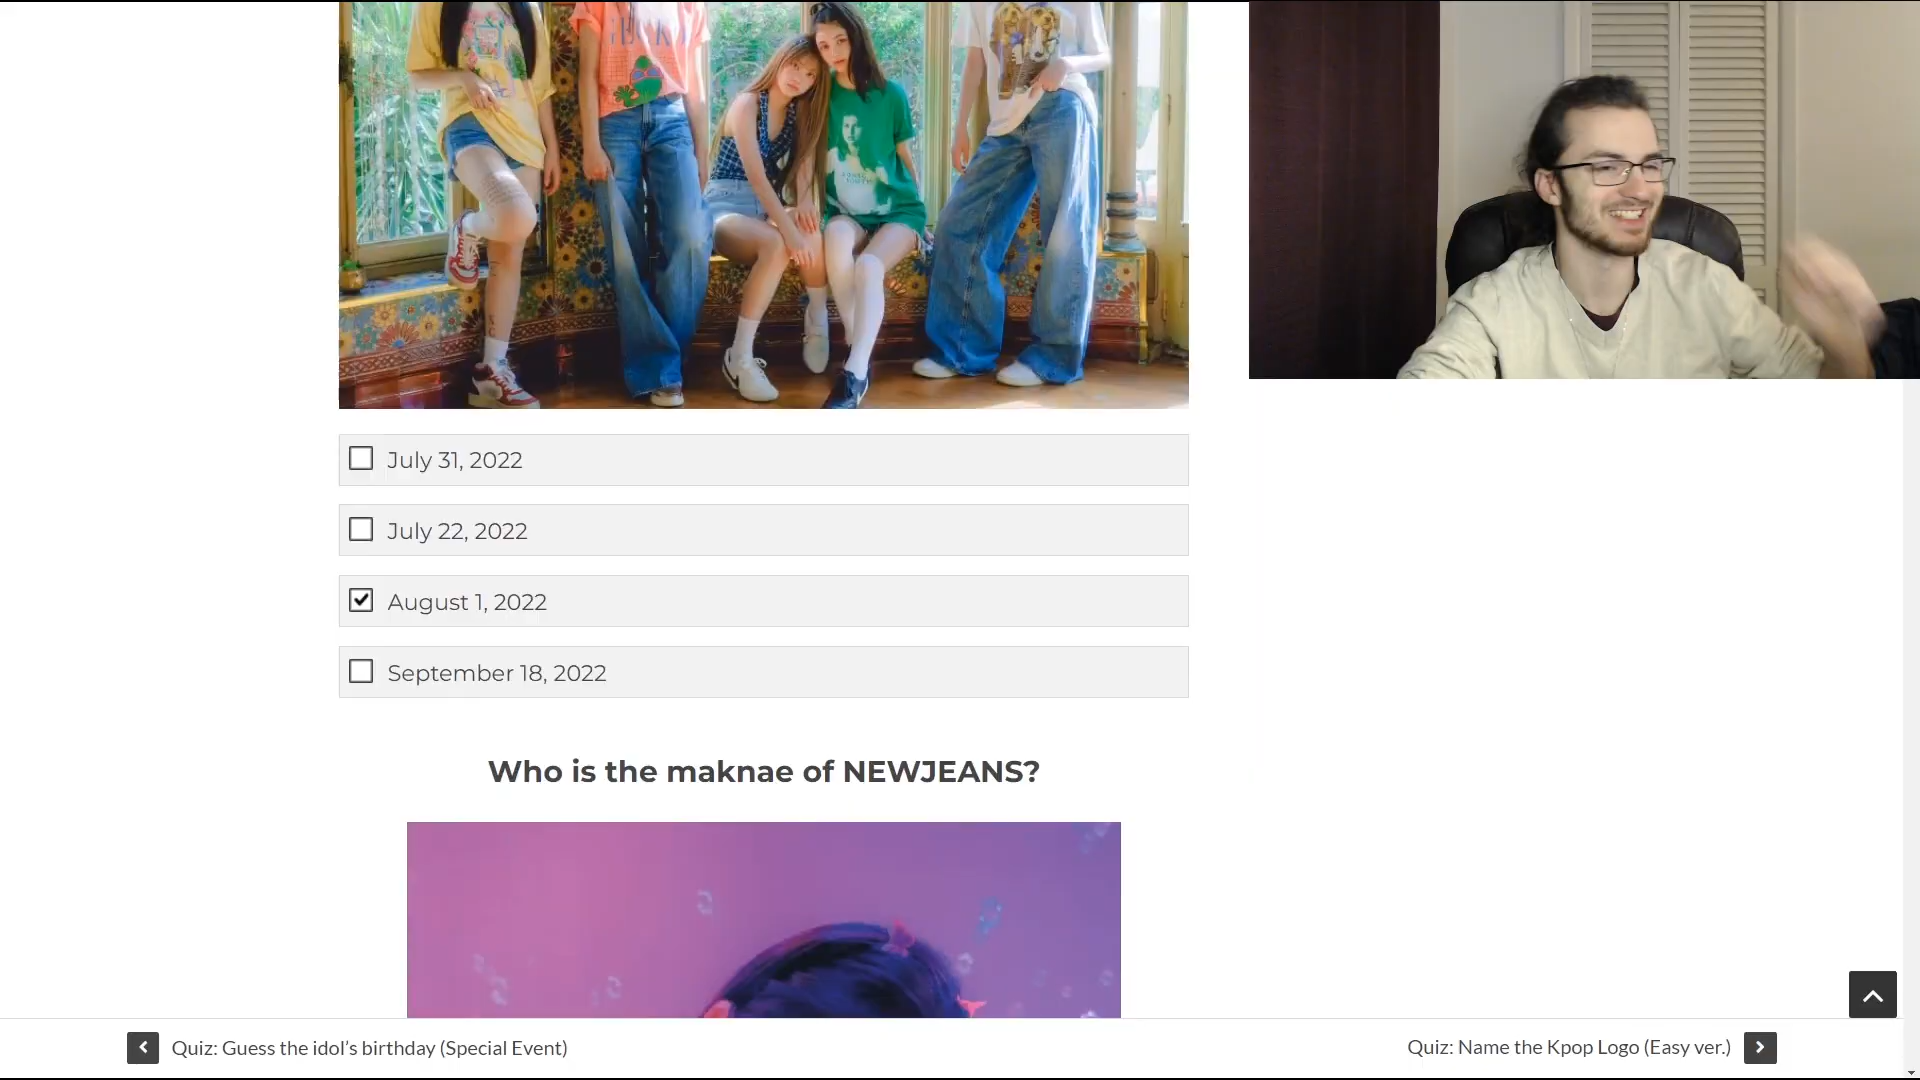 July 31, 2022
July 22, 2022
August 1, 2022
September 18, 2022
Who is the maknae of NEWJEANS?
Quiz: Guess the idol’s birthday (Special Event)
Quiz: Name the Kpop Logo (Easy ver.)